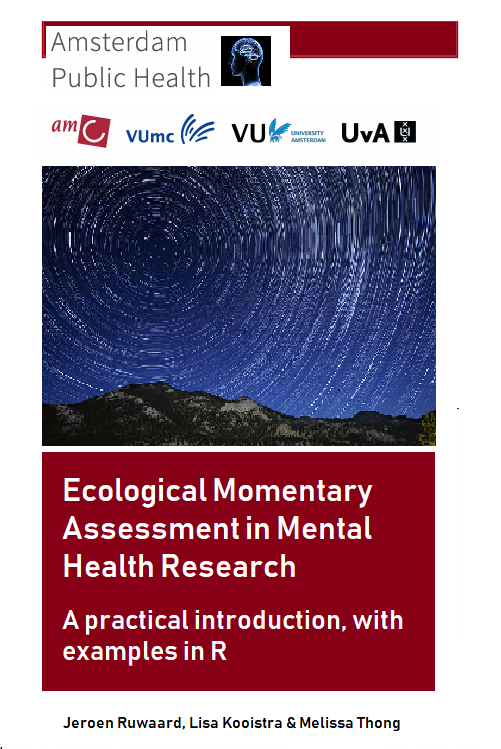 Amsterdam
Public Health
amC
VUmc
VU UNIVERSITY AMSTERDAM
UvA
Ecological Momentary
Assessment in Mental
Health Research
A practical introduction, with
examples in R
Jeroen Ruwaard, Lisa Kooistra & Melissa Thong